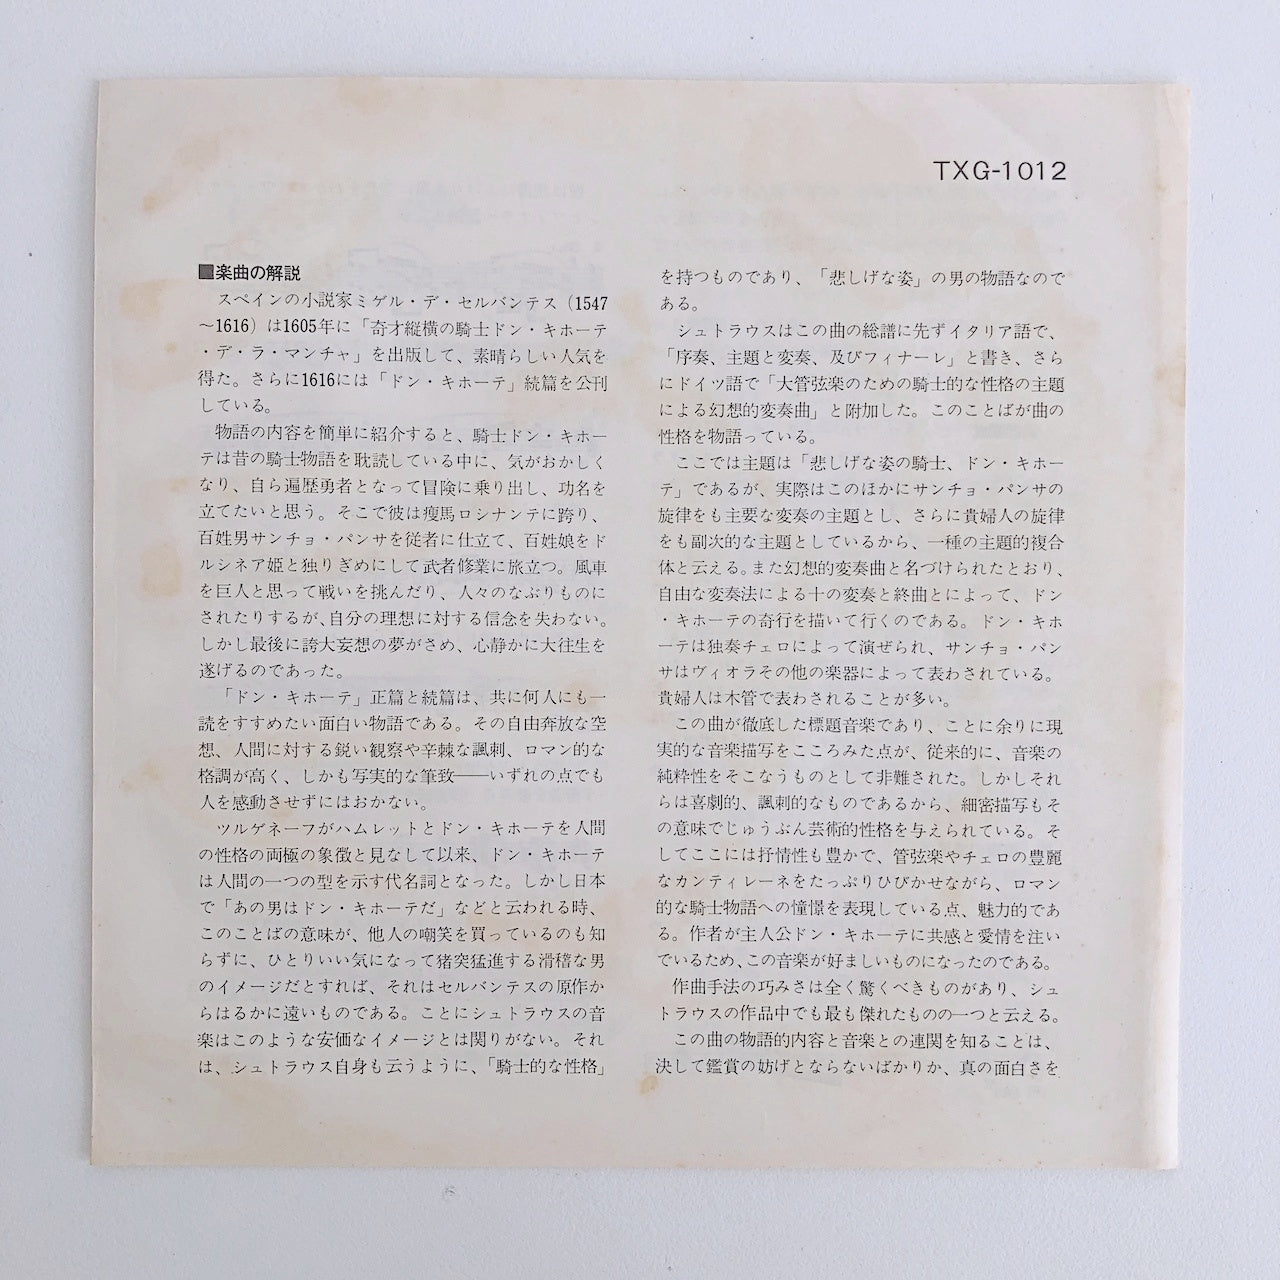 TXG-1012
■楽曲の解説
スペインの小説家ミゲル・デ・セルバンテス（1547
～1616）は1605年に「奇才縦横の騎士ドン・キホーテ
・デ・ラ・マンチャ」を出版して、素晴らしい人気を
得た。さらに1616には「ドン・キホーテ」続篇を公刊
している。
物語の内容を簡単に紹介すると、騎士ドン・キホー
テは昔の騎士物語を耽読している中に、気がおかしく
なり、自ら遍歴勇者となって冒険に乗り出し、功名を
立てたいと思う。そこで彼は痩馬ロシナンテに跨り、
百姓男サンチョ・パンサを従者に仕立て、百姓娘をド
ルシネア姫と独りぎめにして武者修業に旅立つ。風車
を巨人と思って戦いを挑んだり、人々のなぶりものに
されたりするが、自分の理想に対する信念を失わない。
しかし最後に誇大妄想の夢がさめ、心静かに大往生を
遂げるのであった。
「ドン・キホーテ」正篇と続篇は、共に何人にも一
読をすすめたい面白い物語である。その自由奔放な空
想、人間に対する鋭い観察や辛棘な諷刺、ロマン的な
格調が高く、しかも写実的な筆致――いずれの点でも
人を感動させずにはおかない。
ツルゲネーフがハムレットとドン・キホーテを人間
の性格の両極の象徴と見なして以来、ドン・キホーテ
は人間の一つの型を示す代名詞となった。しかし日本
で「あの男はドン・キホーテだ」などと云われる時、
このことばの意味が、他人の嘲笑を買っているのも知
らずに、ひとりいい気になって猪突猛進する滑稽な男
のイメージだとすれば、それはセルバンテスの原作か
らはるかに遠いものである。ことにシュトラウスの音
楽はこのような安価なイメージとは関りがない。それ
は、シュトラウス自身も云うように、「騎士的な性格」
を持つものであり、「悲しげな姿」の男の物語なので
ある。
シュトラウスはこの曲の総譜に先ずイタリア語で、
「序奏、主題と変奏、及びフィナーレ」と書き、さら
にドイツ語で「大管弦楽のための騎士的な性格の主題
による幻想的変奏曲」と附加した。このことばが曲の
性格を物語っている。
ここでは主題は「悲しげな姿の騎士、ドン・キホー
テ」であるが、実際はこのほかにサンチョ・パンサの
旋律をも主要な変奏の主題とし、さらに貴婦人の旋律
をも副次的な主題としているから、一種の主題的複合
体と云える。また幻想的変奏曲と名づけられたとおり、
自由な変奏法による十の変奏と終曲とによって、ドン
・キホーテの奇行を描いて行くのである。ドン・キホ
ーテは独奏チェロによって演ぜられ、サンチョ・パン
サはヴィオラその他の楽器によって表わされている。
貴婦人は木管で表わされることが多い。
この曲が徹底した標題音楽であり、ことに余りに現
実的な音楽描写をこころみた点が、従来的に、音楽の
純粋性をそこなうものとして非難された。しかしそれ
らは喜劇的、諷刺的なものであるから、細密描写もそ
の意味でじゅうぶん芸術的性格を与えられている。そ
してここには抒情性も豊かで、管弦楽やチェロの豊麗
なカンティレーネをたっぷりひびかせながら、ロマン
的な騎士物語への憧憬を表現している点、魅力的であ
る。作者が主人公ドン・キホーテに共感と愛情を注い
でいるため、この音楽が好ましいものになったのである。
作曲手法の巧みさは全く驚くべきものがあり、シュ
トラウスの作品中でも最も傑れたものの一つと云える。
この曲の物語的内容と音楽との連関を知ることは、
決して鑑賞の妨げとならないばかりか、真の面白さを